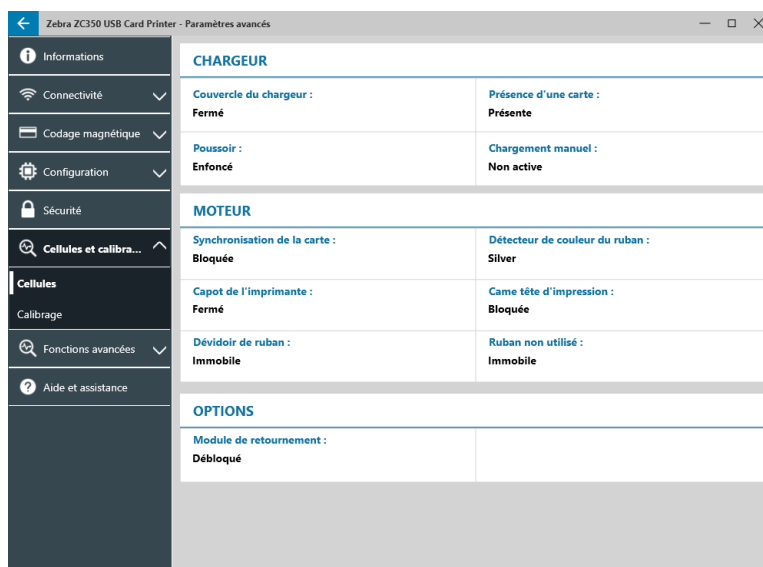 Zebra ZC350 USB Card Printer - Paramètres avancés
Informations
Connectivité
Codage magnétique
Configuration
Sécurité
Cellules et calibra...
Cellules
Calibrage
Fonctions avancées
Aide et assistance
CHARGEUR
Couvercle du chargeur :
Fermé
Présence d'une carte :
Présente
Poussoir :
Enfoncé
Chargement manuel :
Non active
MOTEUR
Synchronisation de la carte :
Bloquée
Détecteur de couleur du ruban :
Silver
Capot de l'imprimante :
Fermé
Came tête d'impression :
Bloquée
Dévidoir de ruban :
Immobile
Ruban non utilisé :
Immobile
OPTIONS
Module de retournement :
Débloqué